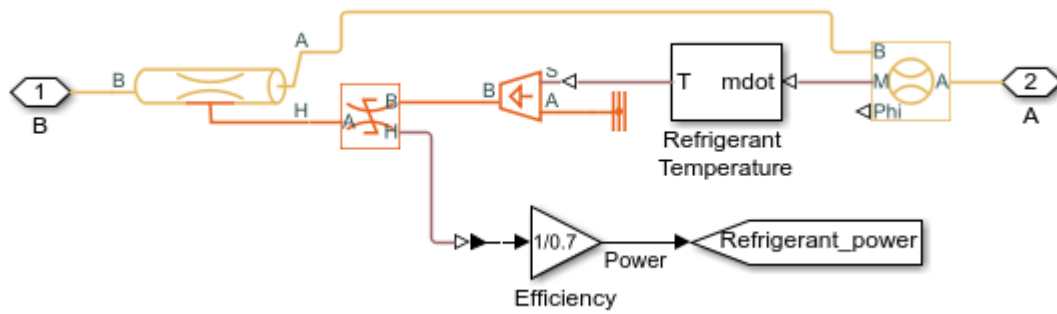 A
B
B
1
B
S
T
mdot
M
A
2
B
A
Phi
A
H
B
A
H
Refrigerant
Temperature
1/0.7
Refrigerant_power
Power
Efficiency